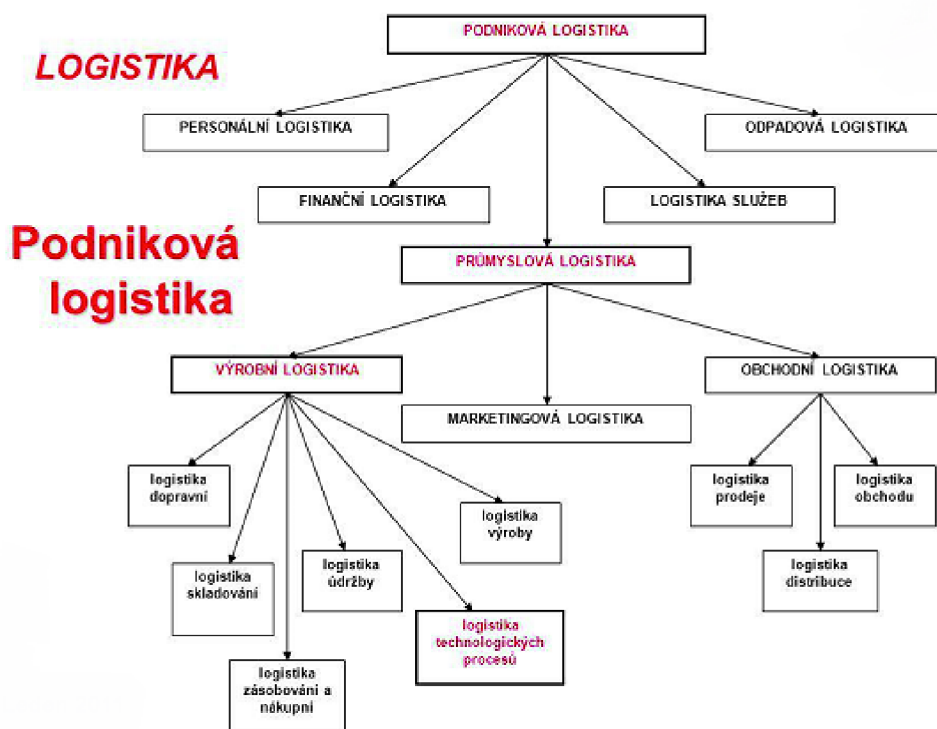 PODNIKOVÁ LOGISTIKA
LOGISTIKA
PERSONÁLNÍ LOGISTIKA
ODPADOVÁ LOGISTIKA
FINANČNÍ LOGISTIKA
LOGISTIKA SLUŽEB
Podniková
logistika
PRŮMYSLOVÁ LOGISTIKA
VÝROBNÍ LOGISTIKA
OBCHODNÍ LOGISTIKA
MARKETINGOVÁ LOGISTIKA
logistika
dopravní
logistika
výroby
logistika
prodeje
logistika
obchodu
logistika
skladování
logistika
údržby
logistika
distribuce
logistika
technologických
procesů
logistika
zásobování a
nákupní